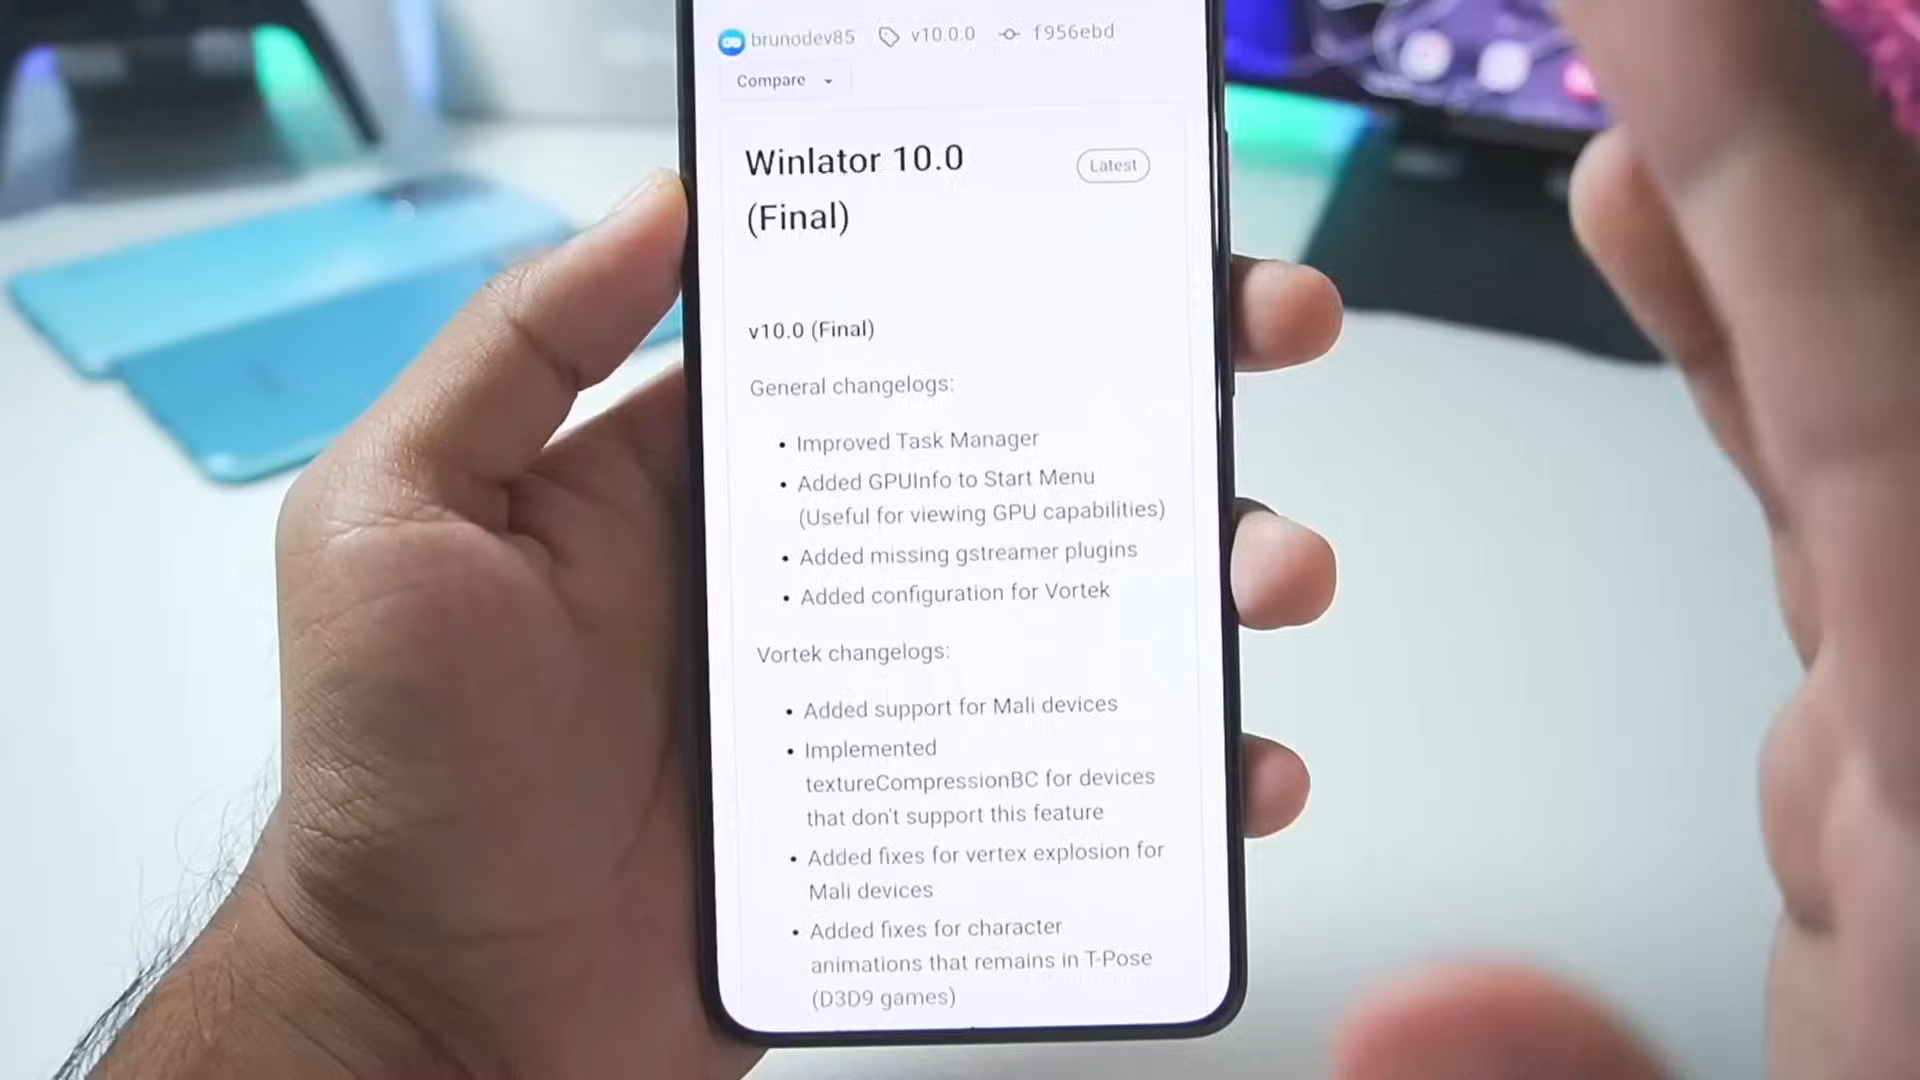 brunodev85 v10.0.0 f956ebd
Compare
Winlator 10.0
Latest
(Final)
v10.0 (Final)
General changelogs:
• Improved Task Manager
• Added GPUInfo to Start Menu
(Useful for viewing GPU capabilities)
• Added missing gstreamer plugins
• Added configuration for Vortek
Vortek changelogs:
• Added support for Mali devices
• Implemented
textureCompressionBC for devices
that don't support this feature
• Added fixes for vertex explosion for
Mali devices
• Added fixes for character
animations that remains in T-Pose
(D3D9 games)